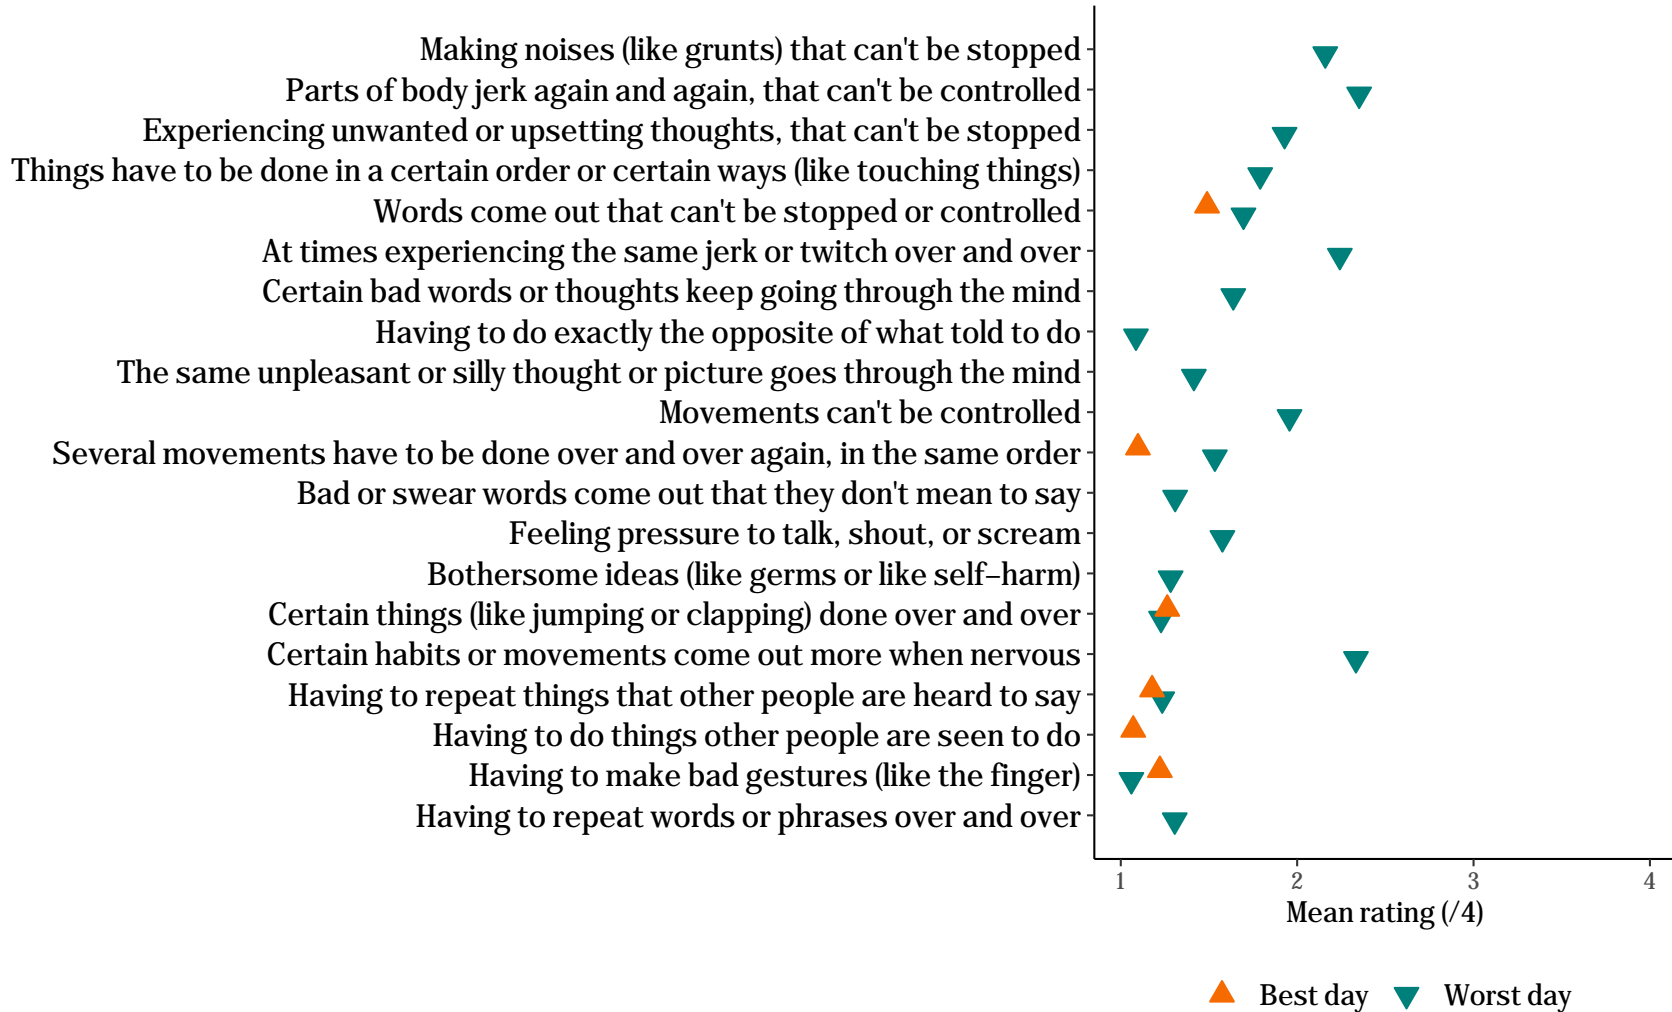 Making noises (like grunts) that can't be stopped
Parts of body jerk again and again, that can't be controlled
Experiencing unwanted or upsetting thoughts, that can't be stopped
Things have to be done in a certain order or certain ways (like touching things)
Words come out that can't be stopped or controlled
At times experiencing the same jerk or twitch over and over
Certain bad words or thoughts keep going through the mind
Having to do exactly the opposite of what told to do
The same unpleasant or silly thought or picture goes through the mind
Movements can't be controlled
Several movements have to be done over and over again, in the same order
Bad or swear words come out that they don't mean to say
Feeling pressure to talk, shout, or scream
Bothersome ideas (like germs or like self−harm)
Certain things (like jumping or clapping) done over and over
Certain habits or movements come out more when nervous
Having to repeat things that other people are heard to say
Having to do things other people are seen to do
Having to make bad gestures (like the finger)
Having to repeat words or phrases over and over
1 2 3 4
Mean rating (/4)
Best day Worst day